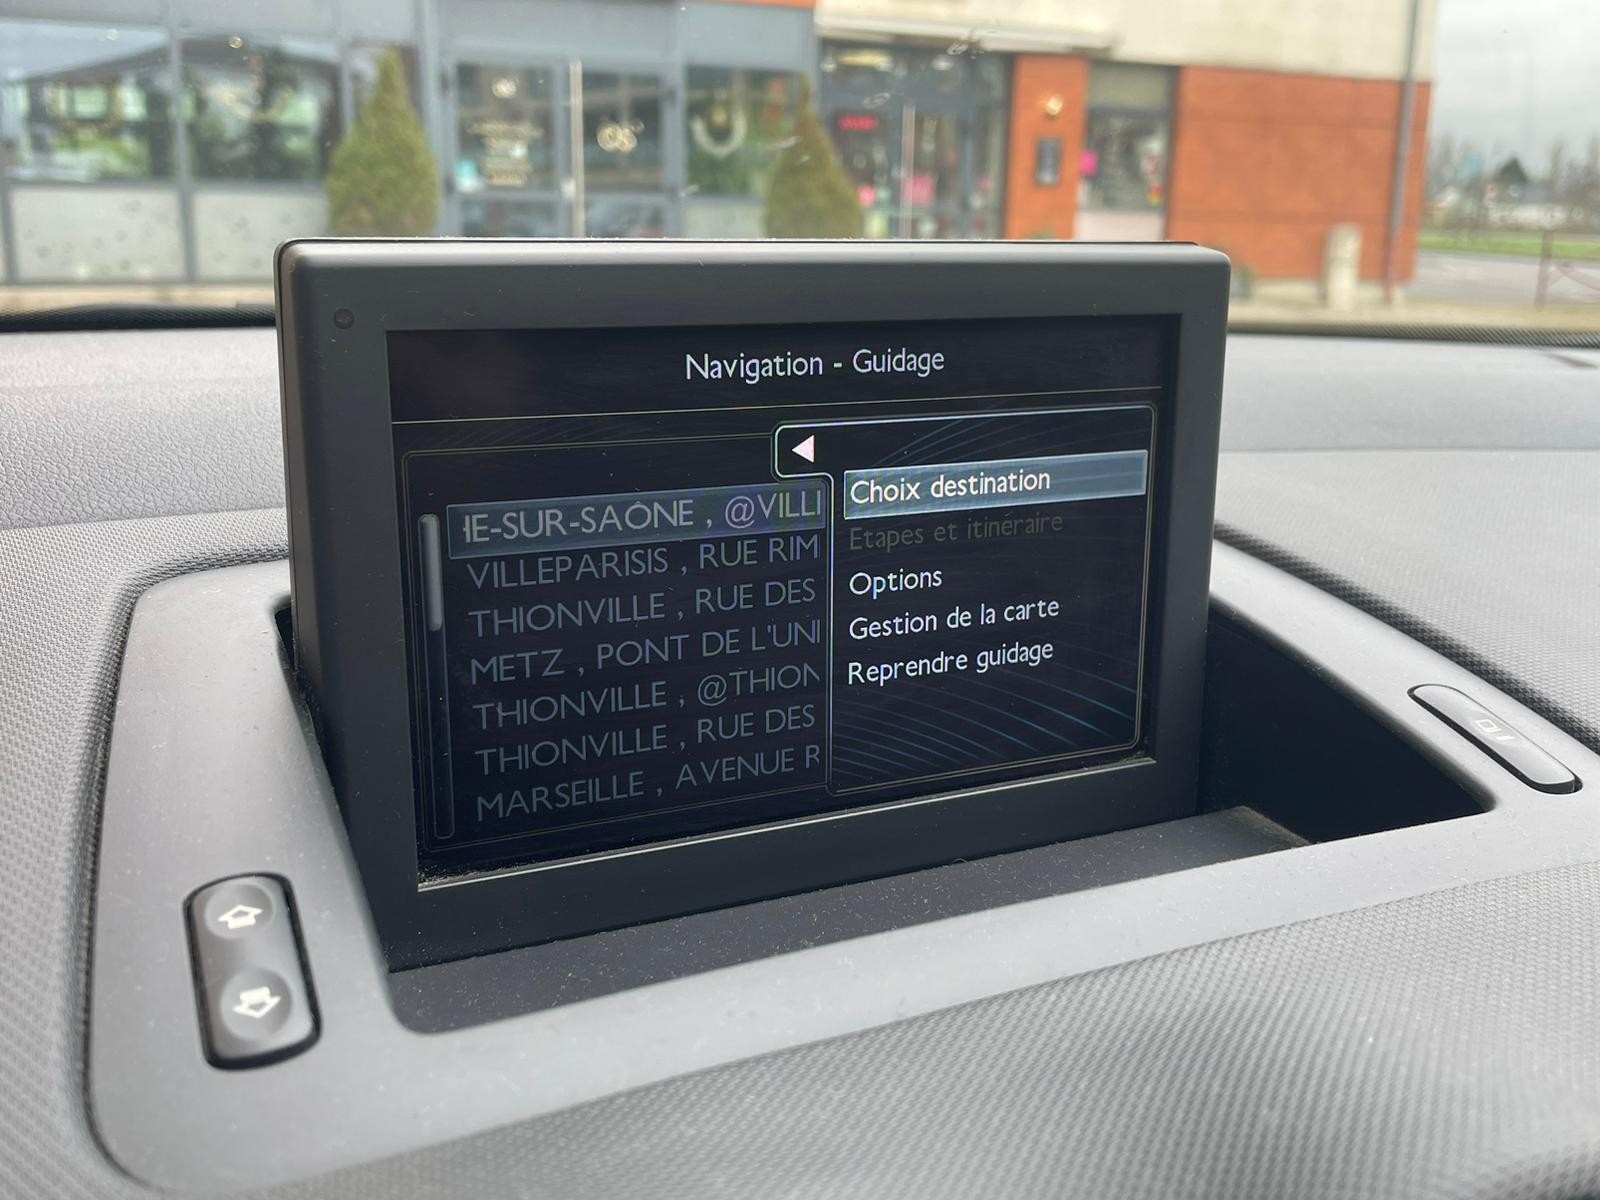 Navigation - Guidage
IE-SUR-SAÔNE , @VILLI
VILLEPARISIS , RUE RIM
THIONVILLE , RUE DES
METZ , PONT DE L'UNI
THIONVILLE , @THION
THIONVILLE , RUE DES
MARSEILLE , AVENUE R
Choix destination
Etapes et itinéraire
Options
Gestion de la carte
Reprendre guidage